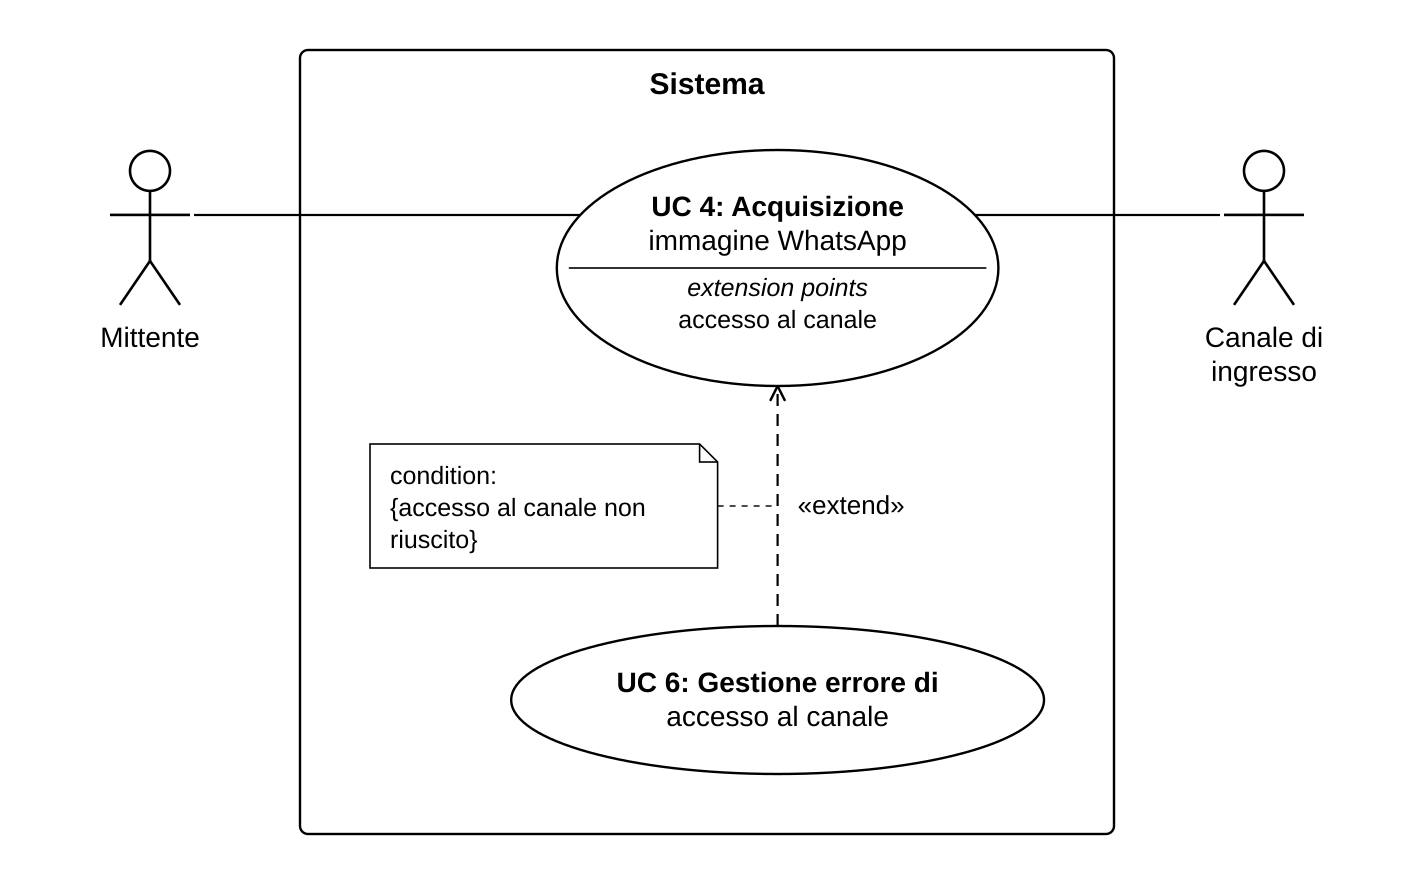 Sistema
UC 4: Acquisizione
immagine WhatsApp
extension points
accesso al canale
Mittente
Canale di
ingresso
condition:
{accesso al canale non
riuscito}
«extend»
UC 6: Gestione errore di
accesso al canale